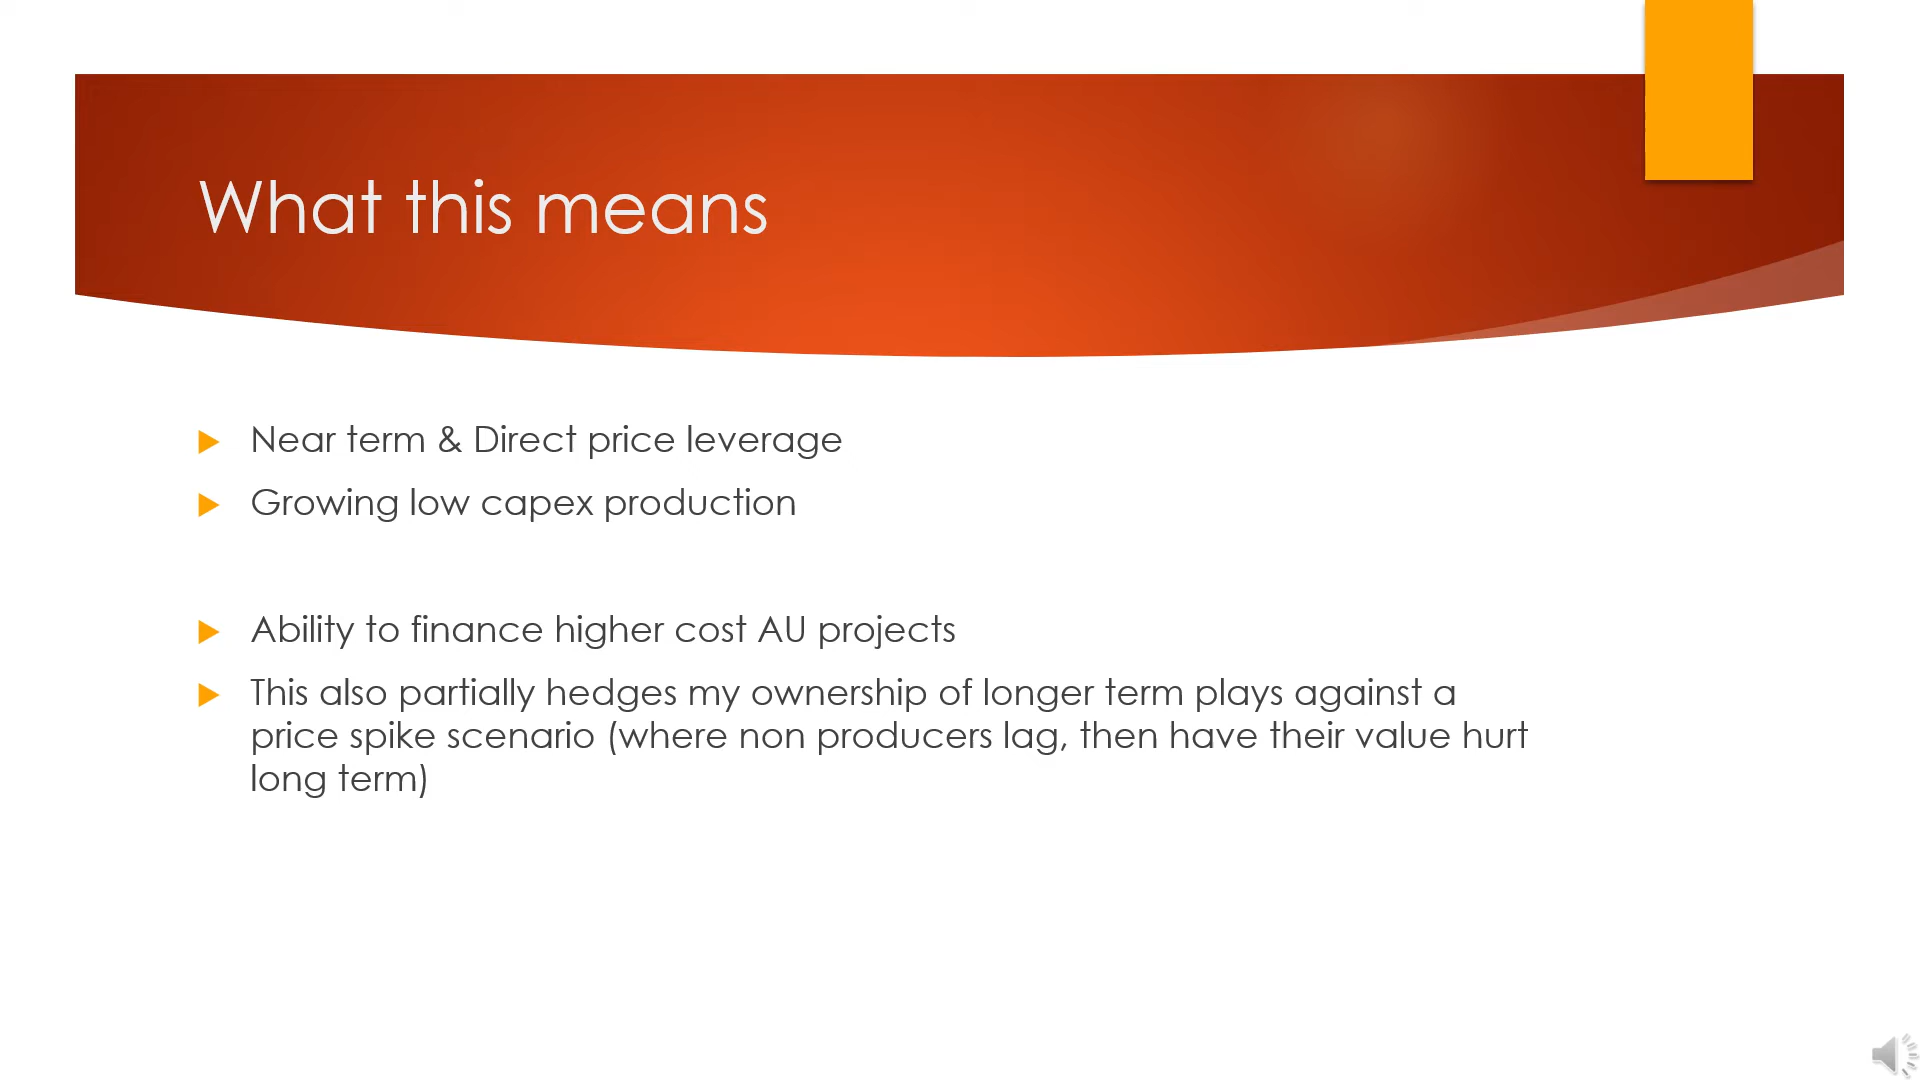 What this means
Near term & Direct price leverage
Growing low capex production
Ability to finance higher cost AU projects
This also partially hedges my ownership of longer term plays against a
price spike scenario (where non producers lag, then have their value hurt
long term)